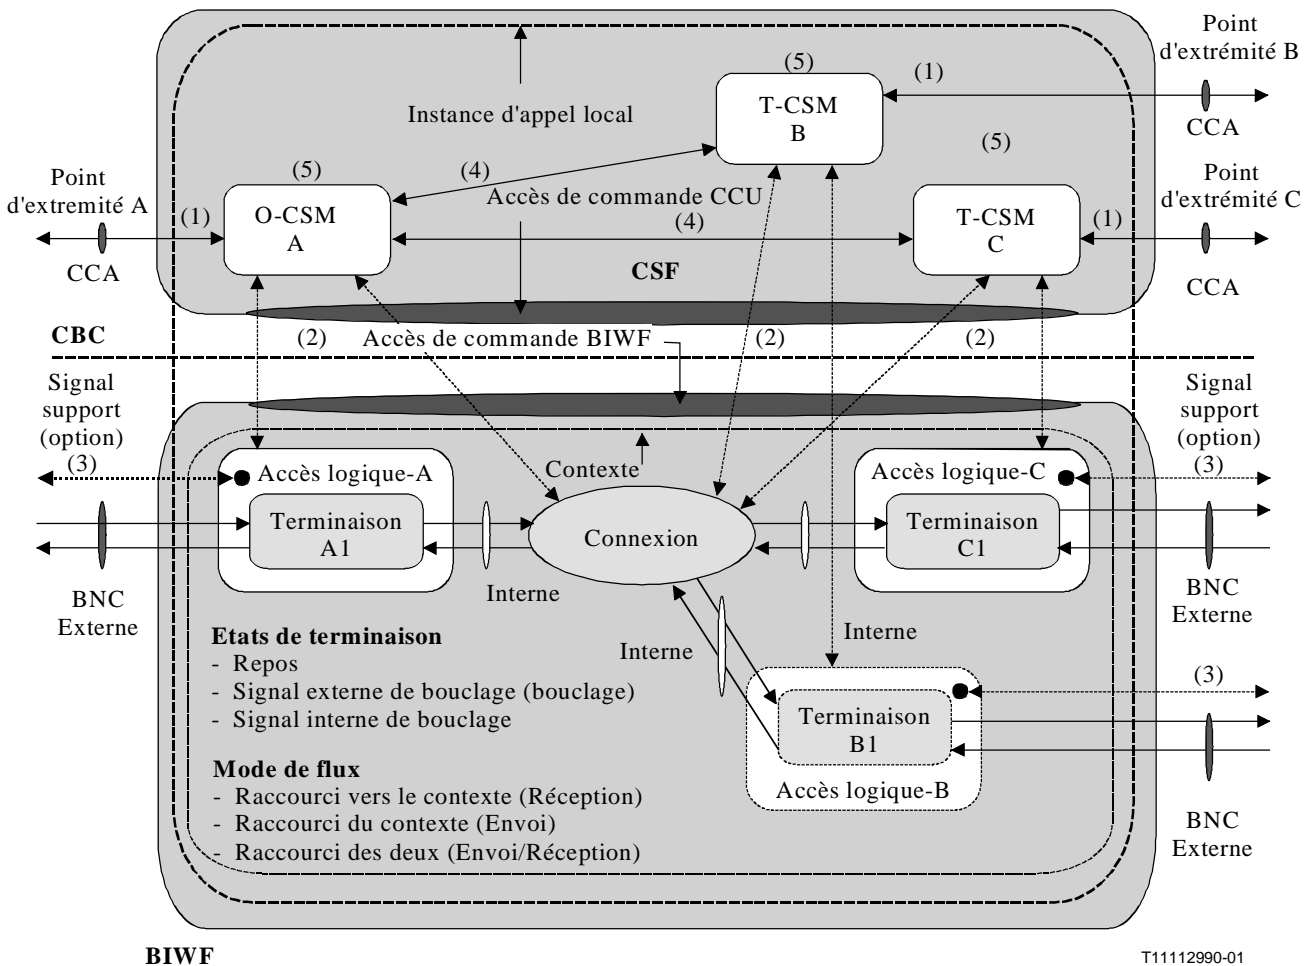 Point
d'extrémité B
(5)
(1)
T-CSM
B
Instance d'appel local
CCA
(5)
(5)
(4)
Point
d'extremité A
Accès de commande CCU
Point
d'extrémité C
(1)
O-CSM
A
(4)
T-CSM
C
(1)
CCA
CSF
CCA
CBC
(2)
Accès de commande BIWF
(2)
(2)
Signal
support
(option)
(3)
Signal
support
(option)
(3)
Accès logique-A
Contexte
Accès logique-C
Terminaison
A1
Connexion
Terminaison
C1
BNC
Externe
Interne
BNC
Externe
Etats de terminaison
- Repos
- Signal externe de bouclage (bouclage)
- Signal interne de bouclage
Interne
Interne
(3)
Terminaison
B1
Accès logique-B
Mode de flux
- Raccourci vers le contexte (Réception)
- Raccourci du contexte (Envoi)
- Raccourci des deux (Envoi/Réception)
BNC
Externe
BIWF
T11112990-01